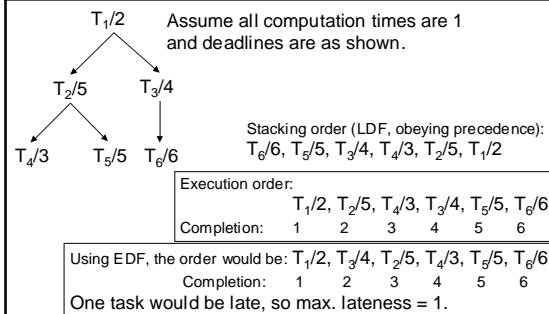 T₁/2
Assume all computation times are 1
and deadlines are as shown.
T₂/5
T₃/4
T₄/3
T₅/5
T₆/6
Stacking order (LDF, obeying precedence):
T₆/6, T₅/5, T₃/4, T₄/3, T₂/5, T₁/2
Execution order:
T₁/2, T₂/5, T₄/3, T₃/4, T₅/5, T₆/6
Completion: 1 2 3 4 5 6
Using EDF, the order would be: T₁/2, T₃/4, T₂/5, T₄/3, T₅/5, T₆/6
Completion: 1 2 3 4 5 6
One task would be late, so max. lateness = 1.